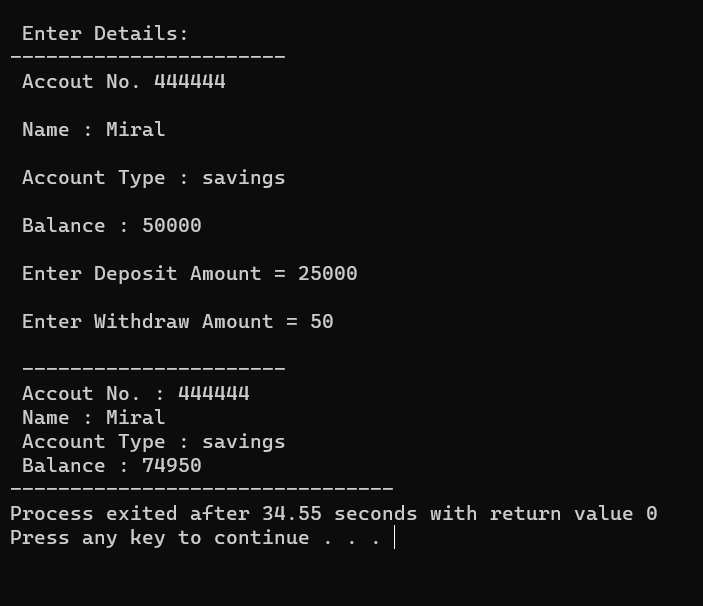 Enter Details:
-----------------------
Accout No. 444444
Name : Miral
Account Type : savings
Balance : 50000
Enter Deposit Amount = 25000
Enter Withdraw Amount = 50
----------------------
Accout No. : 444444
Name : Miral
Account Type : savings
Balance : 74950
--------------------------------
Process exited after 34.55 seconds with return value 0
Press any key to continue . . .